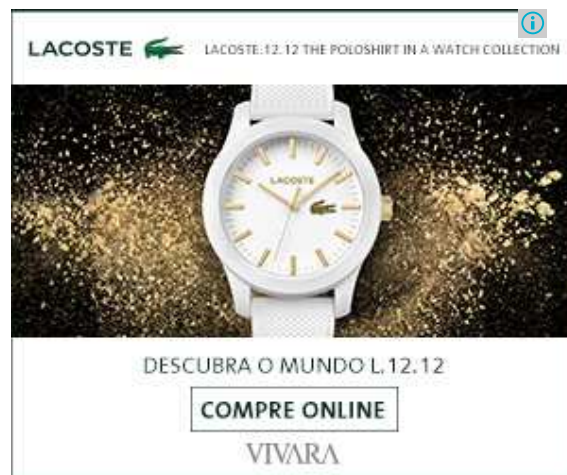 LACOSTE
LACOSTE.12.12 THE POLOSHIRT IN A WATCH COLLECTION
LACOSTE
DESCUBRA O MUNDO L.12.12
COMPRE ONLINE
VIVARA